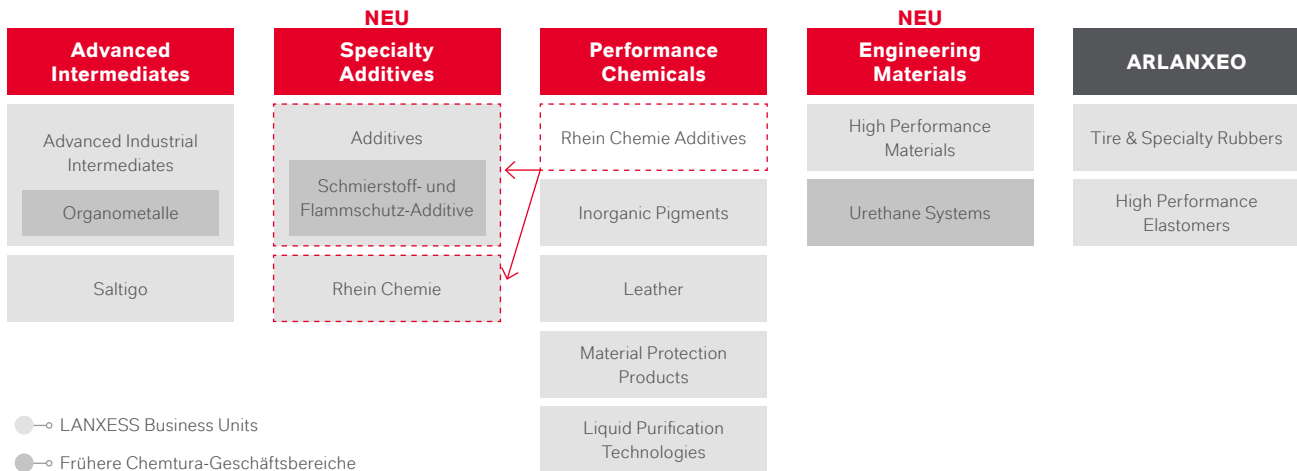 NEU
NEU
Advanced
Intermediates
Specialty
Additives
Performance
Chemicals
Engineering
Materials
ARLANXEO
Advanced Industrial
Intermediates
Organometalle
Saltigo
Additives
Schmierstoff- und
Flammschutz-Additive
Rhein Chemie
Rhein Chemie Additives
Inorganic Pigments
Leather
Material Protection
Products
Liquid Purification
Technologies
High Performance
Materials
Urethane Systems
Tire & Specialty Rubbers
High Performance
Elastomers
LANXESS Business Units
Frühere Chemtura-Geschäftsbereiche